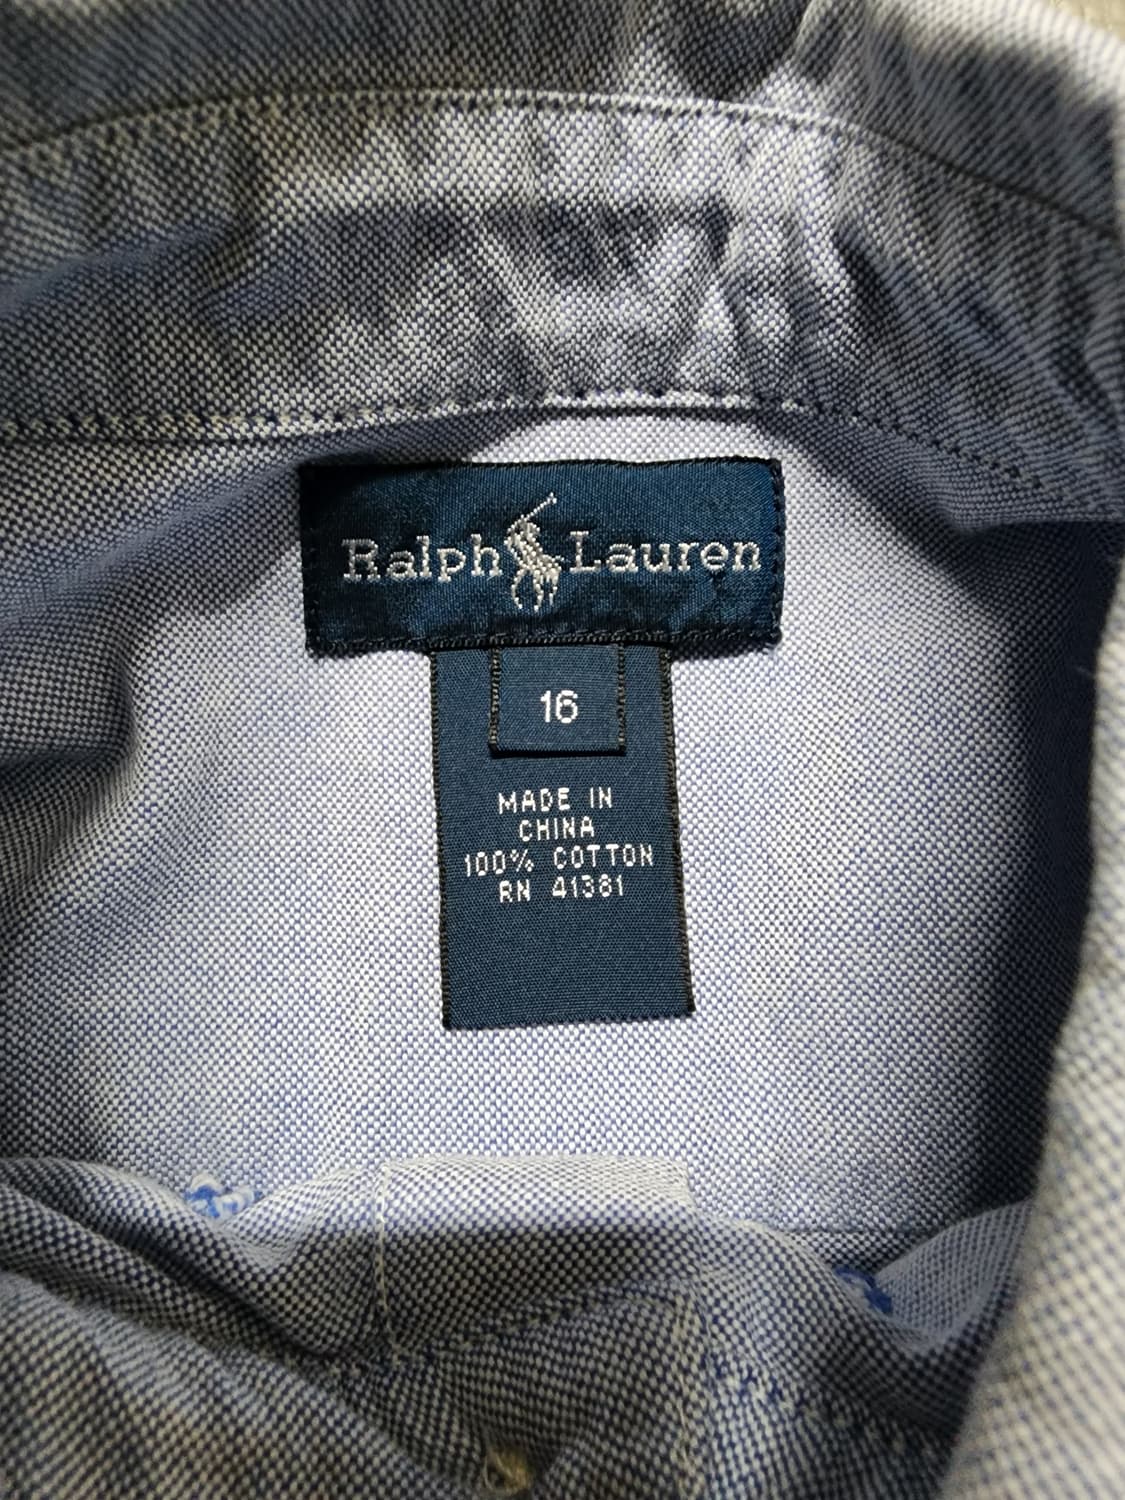 Ralph Lauren
16
MADE IN
CHINA
100% COTTON
RN 41381